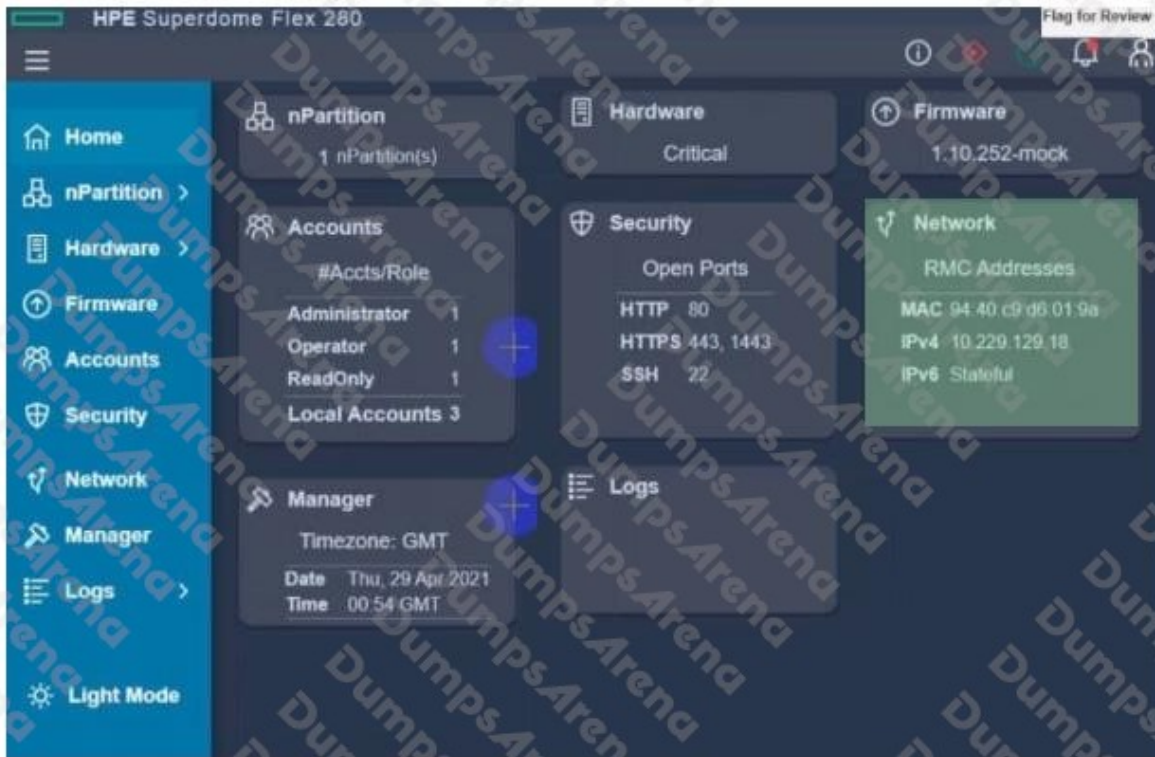 HPE Superdome Flex 280
Flag for Review
Home
nPartition
Hardware
Firmware
Accounts
Security
Network
Manager
Logs
Light Mode
nPartition
1 nPartition(s)
Hardware
Critical
Firmware
1.10.252-mock
Accounts
#Accts/Role
Administrator 1
Operator 1
ReadOnly 1
Local Accounts 3
Security
Open Ports
HTTP 80
HTTPS 443, 1443
SSH 22
Network
RMC Addresses
MAC 94:40:c9:d6:01:9a
IPv4 10.229.129.18
IPv6 Stateful
Manager
Timezone: GMT
Date Thu, 29 Apr 2021
Time 00:54 GMT
Logs
DumpsArena